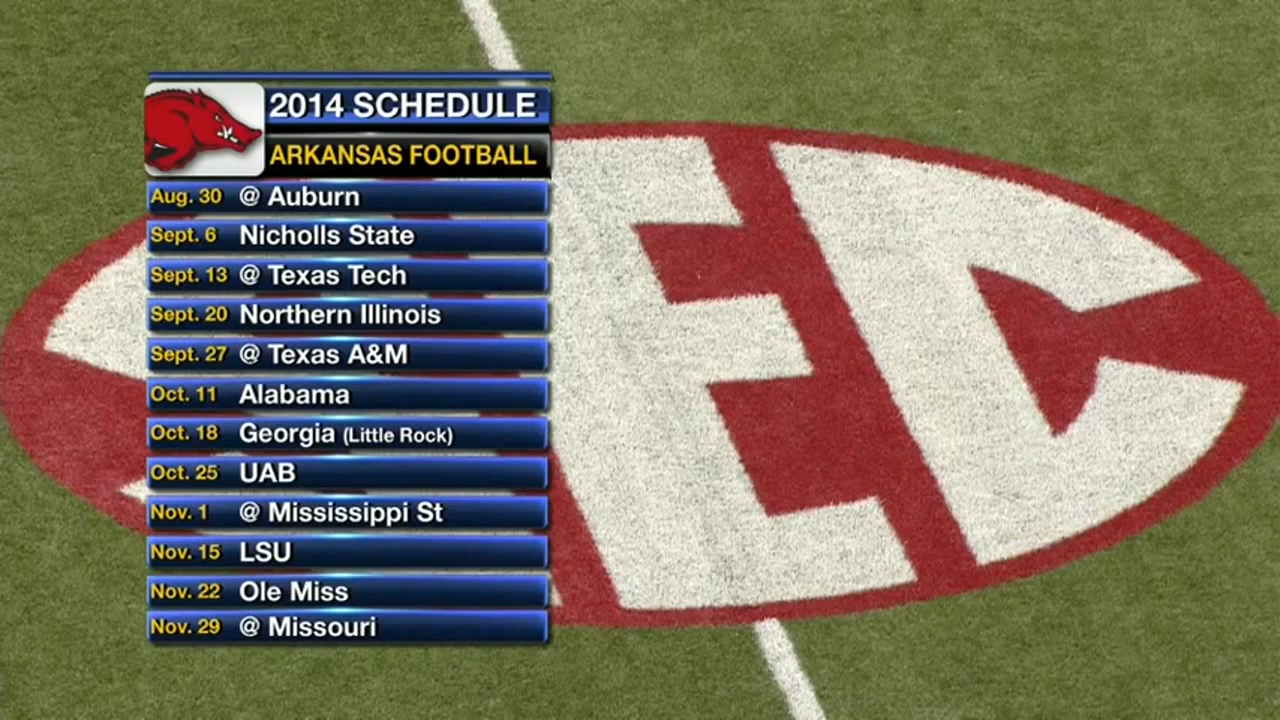 2014 SCHEDULE
ARKANSAS FOOTBALL
Aug. 30 @ Auburn
Sept. 6 Nicholls State
Sept. 13 @ Texas Tech
Sept. 20 Northern Illinois
Sept. 27 @ Texas A&M
Oct. 11 Alabama
Oct. 18 Georgia (Little Rock)
Oct. 25 UAB
Nov. 1 @ Mississippi St
Nov. 15 LSU
Nov. 22 Ole Miss
Nov. 29 @ Missouri
EC